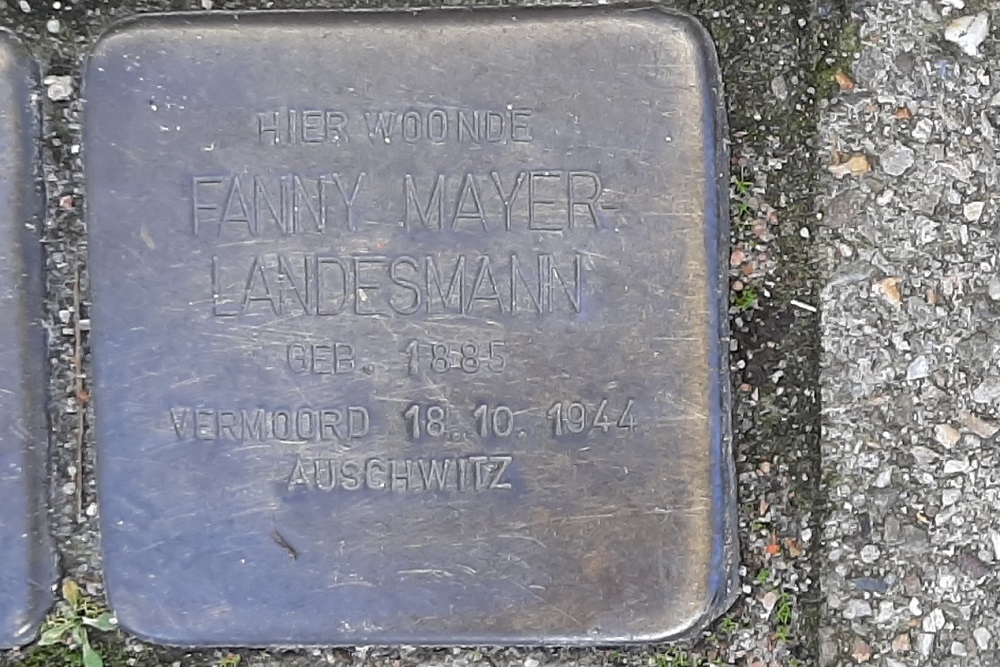 HIER WOONDE
FANNY MAYER-
LANDESMANN
GEB. 1885
VERMOORD 18.10.1944
AUSCHWITZ